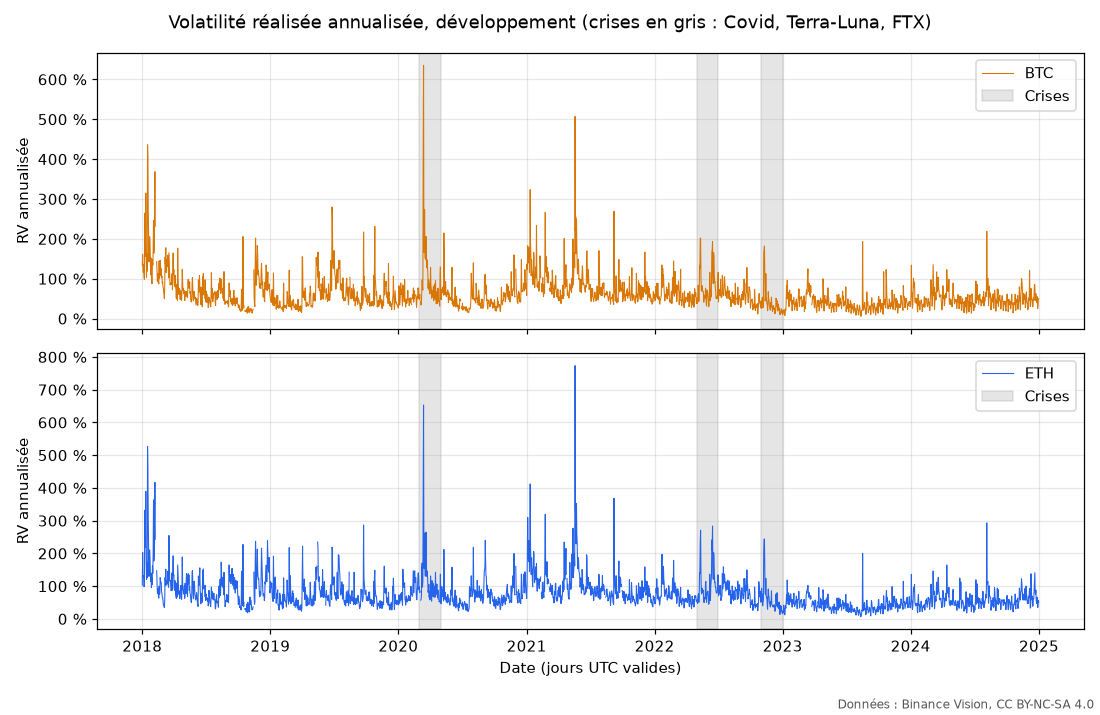 Volatilité réalisée annualisée, développement (crises en gris : Covid, Terra-Luna, FTX)
600 %
500 %
400 %
300 %
200 %
100 %
0 %
RV annualisée
BTC
Crises
800 %
700 %
600 %
500 %
400 %
300 %
200 %
100 %
0 %
RV annualisée
ETH
Crises
2018 2019 2020 2021 2022 2023 2024 2025
Date (jours UTC valides)
Données : Binance Vision, CC BY-NC-SA 4.0